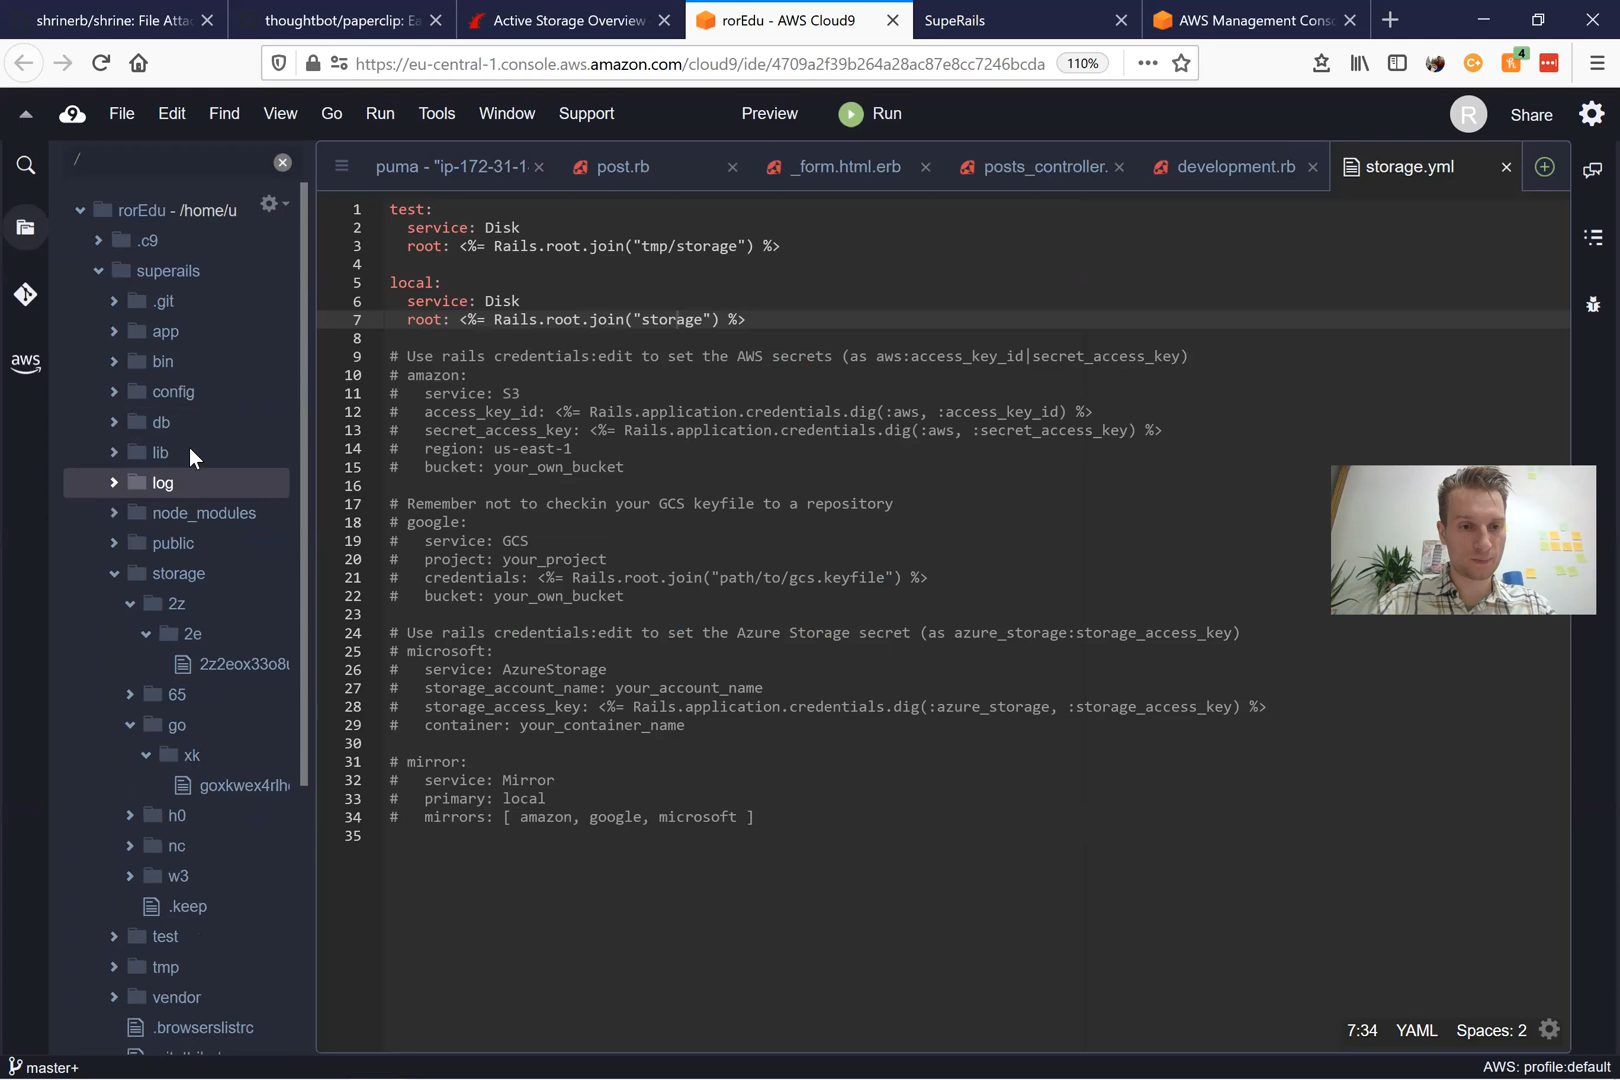 shrinerb/shrine: File Atta
thoughtbot/paperclip: Ea
Active Storage Overview
rorEdu - AWS Cloud9
SupeRails
AWS Management Conso
https://eu-central-1.console.aws.amazon.com/cloud9/ide/4709a2f39b264a28ac87e8cc7246bcda
110%
C+
4
9
File
Edit
Find
View
Go
Run
Tools
Window
Support
Preview
Run
R
Share
/
puma - "ip-172-31-1
post.rb
_form.html.erb
posts_controller.
development.rb
storage.yml
aws
rorEdu - /home/u
.c9
superails
.git
app
bin
config
db
lib
log
node_modules
public
storage
2z
2e
2z2eox33o8u
65
go
xk
goxkwex4rlh
h0
nc
w3
.keep
test
tmp
vendor
.browserslistrc
1 test:
2 service: Disk
3 root: <%= Rails.root.join("tmp/storage") %>
4
5 local:
6 service: Disk
7 root: <%= Rails.root.join("storage") %>
8
9 # Use rails credentials:edit to set the AWS secrets (as aws:access_key_id|secret_access_key)
10 # amazon:
11 # service: S3
12 # access_key_id: <%= Rails.application.credentials.dig(:aws, :access_key_id) %>
13 # secret_access_key: <%= Rails.application.credentials.dig(:aws, :secret_access_key) %>
14 # region: us-east-1
15 # bucket: your_own_bucket
16
17 # Remember not to checkin your GCS keyfile to a repository
18 # google:
19 # service: GCS
20 # project: your_project
21 # credentials: <%= Rails.root.join("path/to/gcs.keyfile") %>
22 # bucket: your_own_bucket
23
24 # Use rails credentials:edit to set the Azure Storage secret (as azure_storage:storage_access_key)
25 # microsoft:
26 # service: AzureStorage
27 # storage_account_name: your_account_name
28 # storage_access_key: <%= Rails.application.credentials.dig(:azure_storage, :storage_access_key) %>
29 # container: your_container_name
30
31 # mirror:
32 # service: Mirror
33 # primary: local
34 # mirrors: [ amazon, google, microsoft ]
35
7:34 YAML Spaces: 2
master+
AWS: profile:default